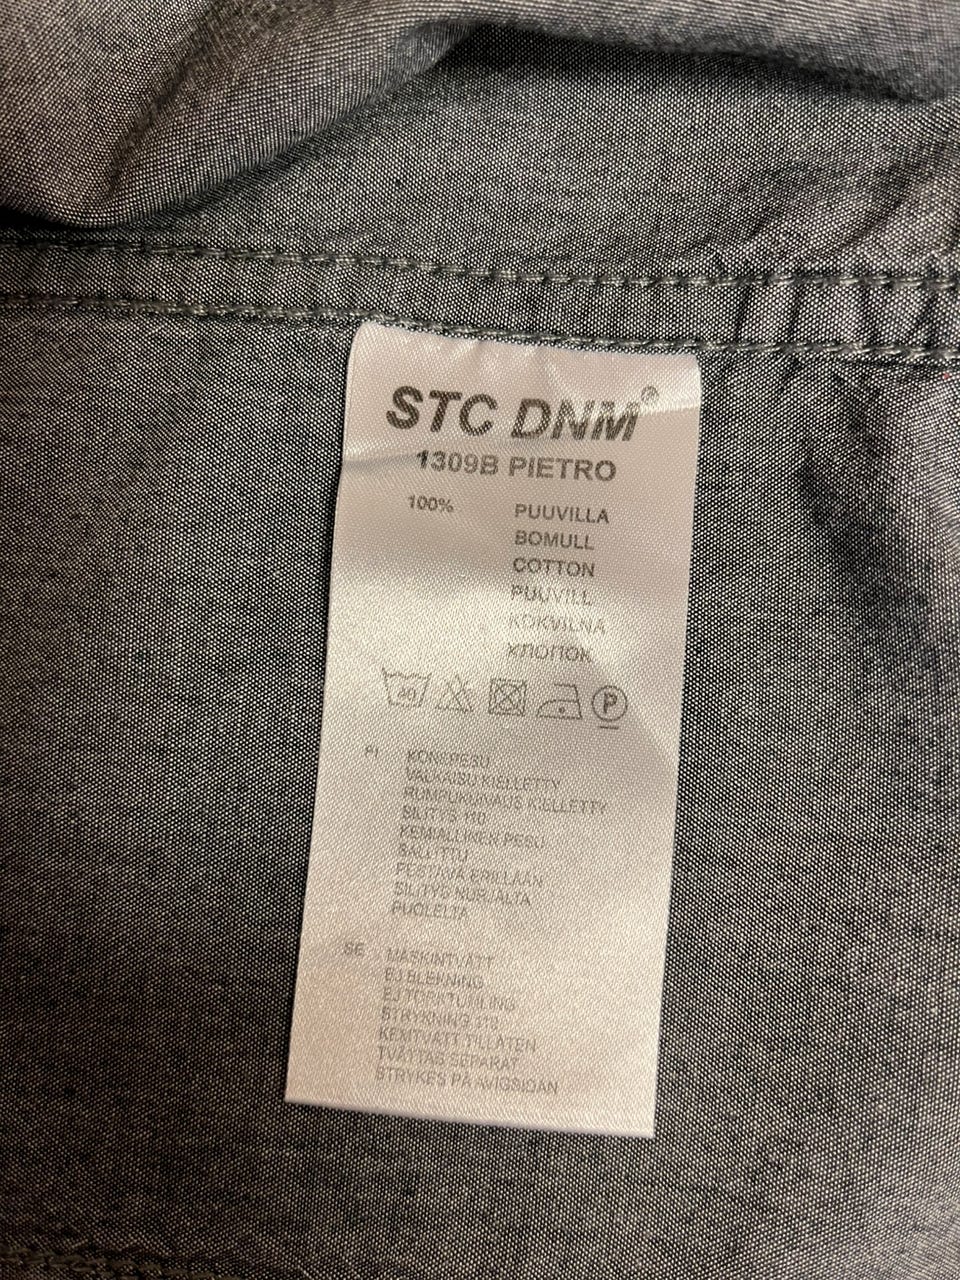 STC DNM®
1309B PIETRO
100% PUUVILLA
BOMULL
COTTON
PUUVILL
KOKVILNA
ХЛОПОК
40 P
FI KONEPESU
VALKAISU KIELLETTY
RUMPUKUIVAUS KIELLETTY
SILITYS 110
KEMIALLINEN PESU
SALLITTU
PESTÄVÄ ERILLÄÄN
SILITYS NURJALTA
PUOLELTA
SE MASKINTVÄTT
EJ BLEKNING
EJ TORKTUMLING
STRYKNING 110
KEMTVÄTT TILLÅTEN
TVÄTTAS SEPARAT
STRYKES PÅ AVIGSIDAN